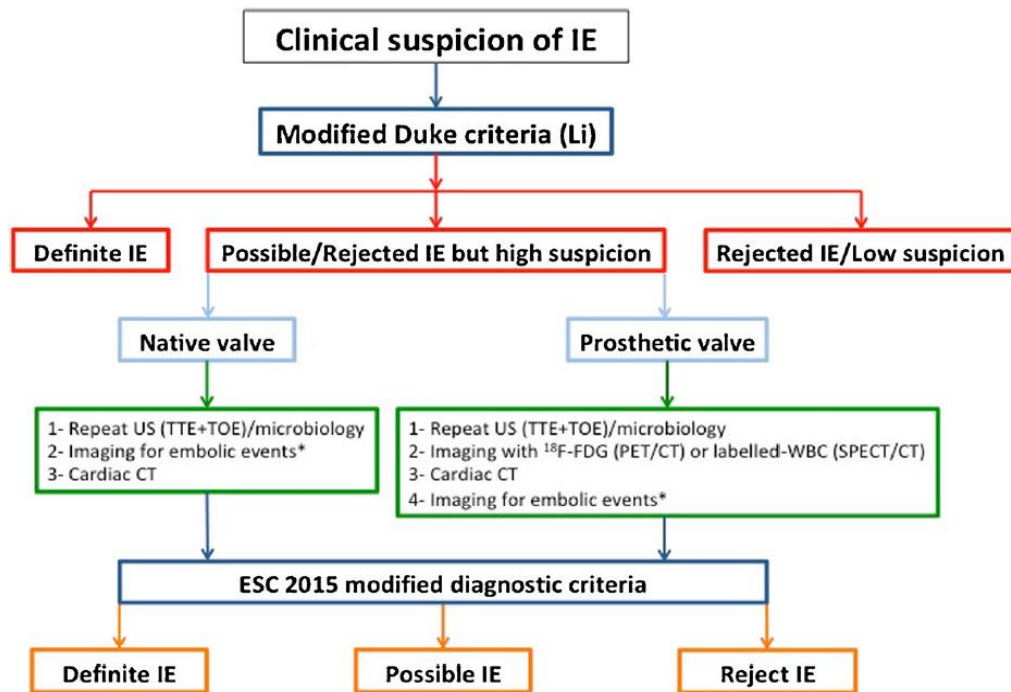 Clinical suspicion of IE
Modified Duke criteria (Li)
Definite IE
Possible/Rejected IE but high suspicion
Rejected IE/Low suspicion
Native valve
Prosthetic valve
1- Repeat US (TTE+TOE)/microbiology
2- Imaging for embolic events*
3- Cardiac CT
1- Repeat US (TTE+TOE)/microbiology
2- Imaging with ¹⁸F-FDG (PET/CT) or labelled-WBC (SPECT/CT)
3- Cardiac CT
4- Imaging for embolic events*
ESC 2015 modified diagnostic criteria
Definite IE
Possible IE
Reject IE